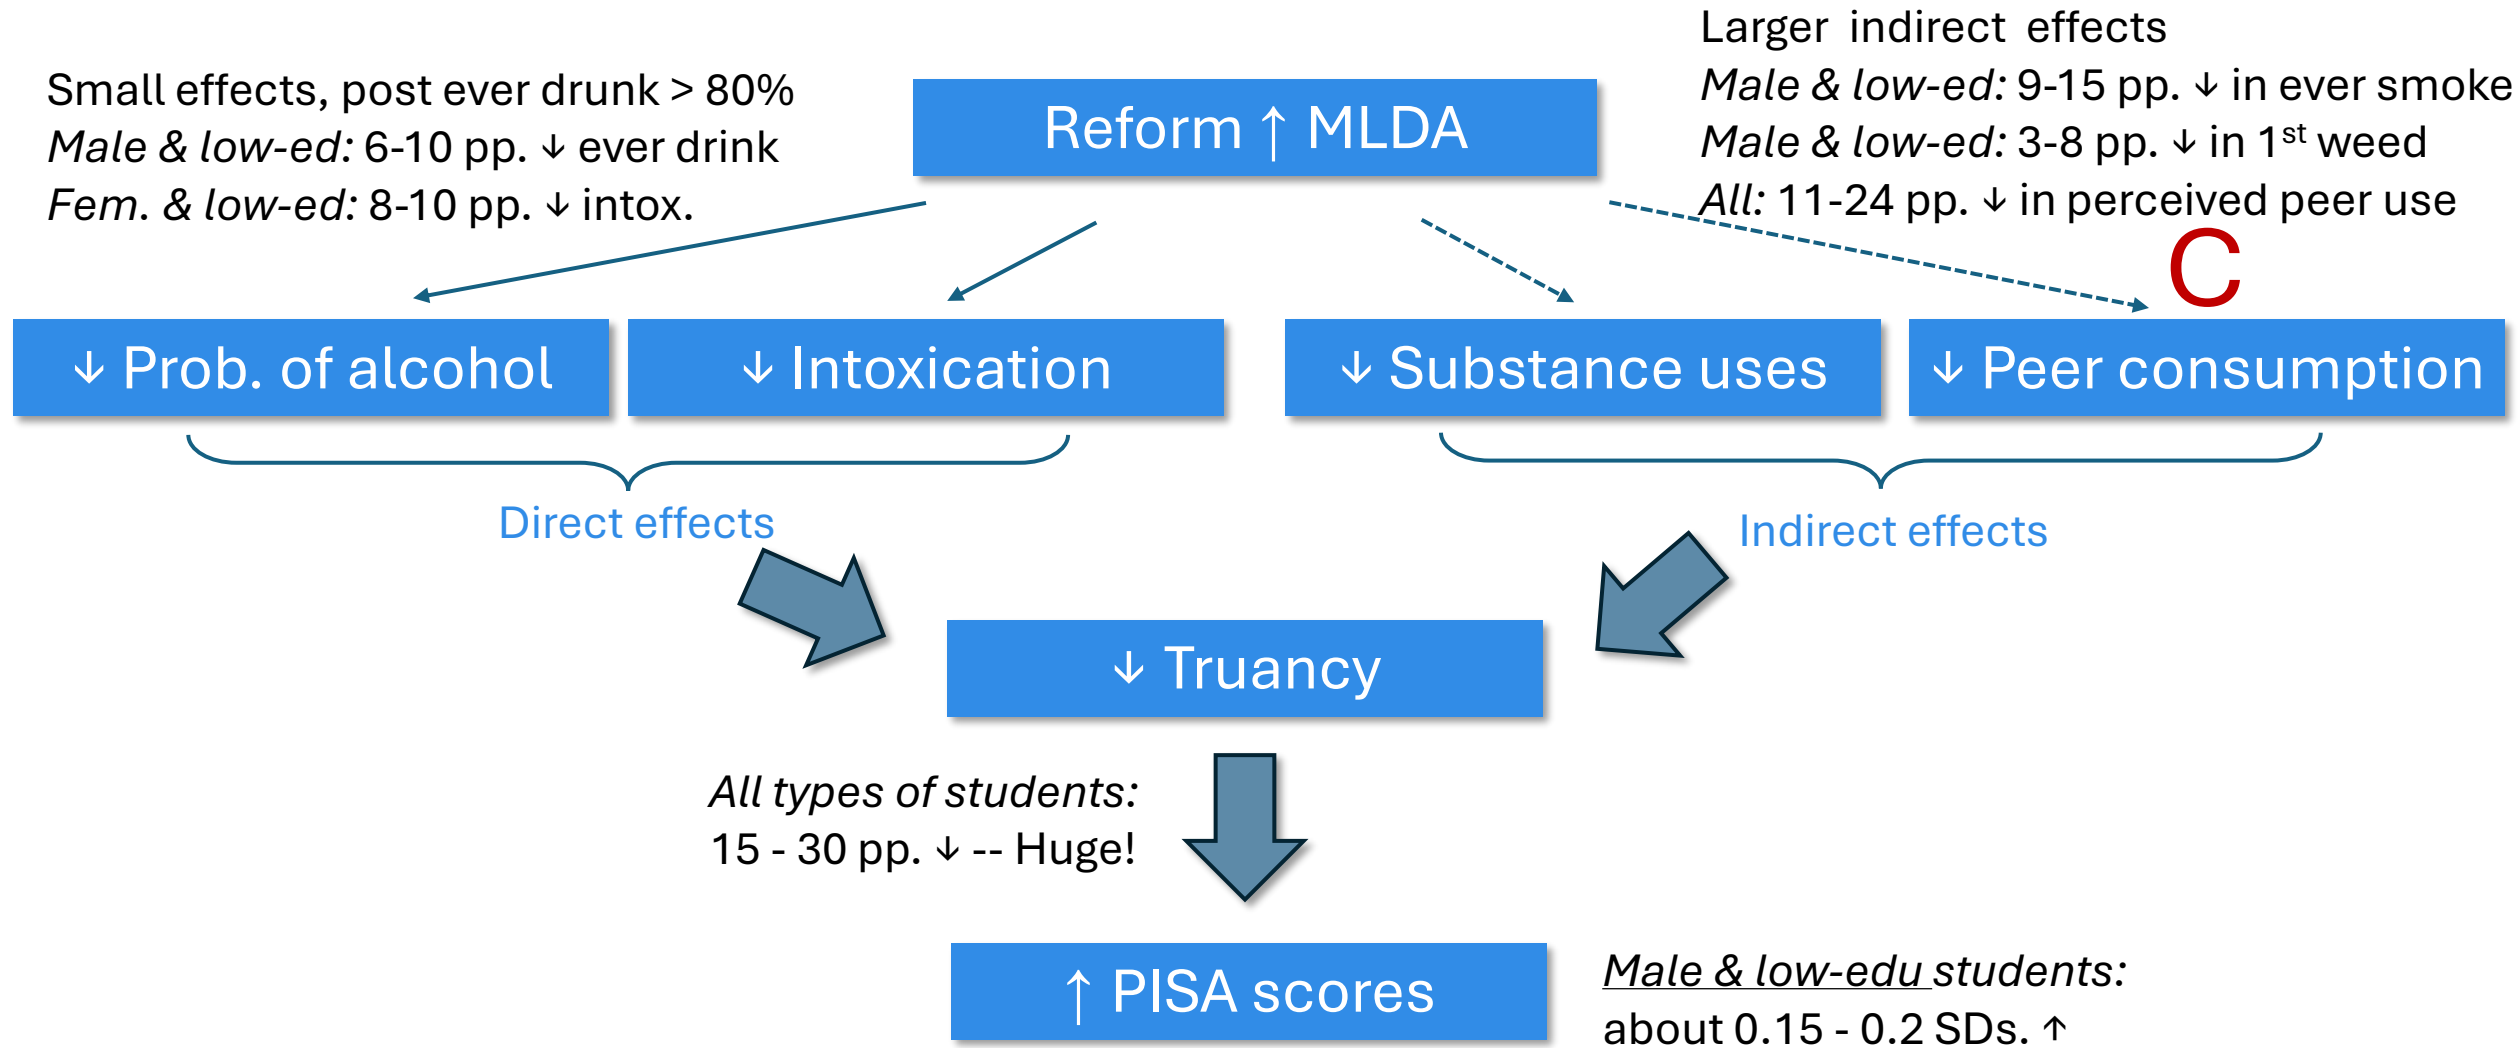 Small effects, post ever drunk > 80%
Male & low-ed: 6-10 pp. ↓ ever drink
Fem. & low-ed: 8-10 pp. ↓ intox.
Reform ↑ MLDA
Larger indirect effects
Male & low-ed: 9-15 pp. ↓ in ever smoke
Male & low-ed: 3-8 pp. ↓ in 1st weed
All: 11-24 pp. ↓ in perceived peer use
C
↓ Prob. of alcohol
↓ Intoxication
↓ Substance uses
↓ Peer consumption
Direct effects
Indirect effects
↓ Truancy
All types of students:
15 - 30 pp. ↓ -- Huge!
↑ PISA scores
Male & low-edu students:
about 0.15 - 0.2 SDs. ↑